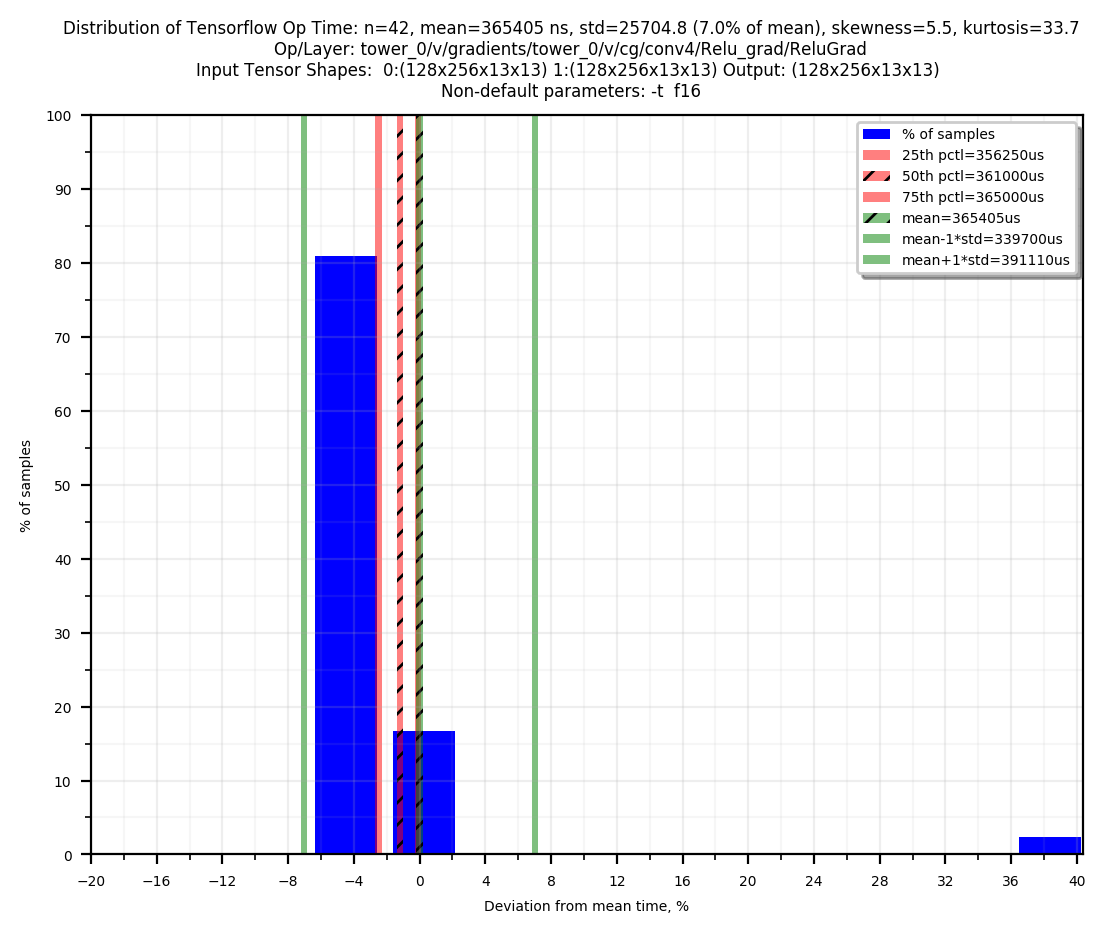 Distribution of Tensorflow Op Time: n=42, mean=365405 ns, std=25704.8 (7.0% of mean), skewness=5.5, kurtosis=33.7
Op/Layer: tower_0/v/gradients/tower_0/v/cg/conv4/Relu_grad/ReluGrad
Input Tensor Shapes:  0:(128x256x13x13) 1:(128x256x13x13) Output: (128x256x13x13)
Non-default parameters: -t  f16
% of samples
25th pctl=356250us
50th pctl=361000us
75th pctl=365000us
mean=365405us
mean-1*std=339700us
mean+1*std=391110us
100
90
80
70
60
50
40
30
20
10
0
% of samples
−20 −16 −12 −8 −4 0 4 8 12 16 20 24 28 32 36 40
Deviation from mean time, %